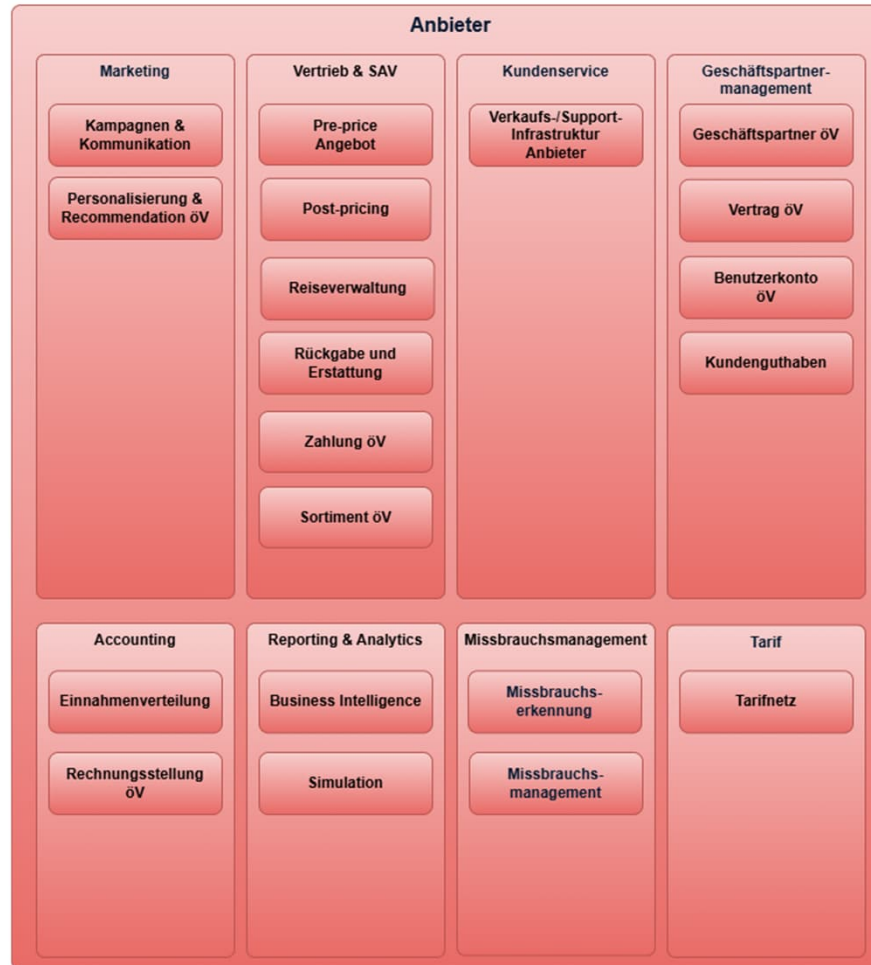 Anbieter
Marketing
Kampagnen &
Kommunikation
Personalisierung &
Recommendation öV
Vertrieb & SAV
Pre-price
Angebot
Post-pricing
Reiseverwaltung
Rückgabe und
Erstattung
Zahlung öV
Sortiment öV
Kundenservice
Verkaufs-/Support-
Infrastruktur
Anbieter
Geschäftspartner-
management
Geschäftspartner öV
Vertrag öV
Benutzerkonto
öV
Kundenguthaben
Accounting
Einnahmenverteilung
Rechnungsstellung
öV
Reporting & Analytics
Business Intelligence
Simulation
Missbrauchsmanagement
Missbrauchs-
erkennung
Missbrauchs-
management
Tarif
Tarifnetz